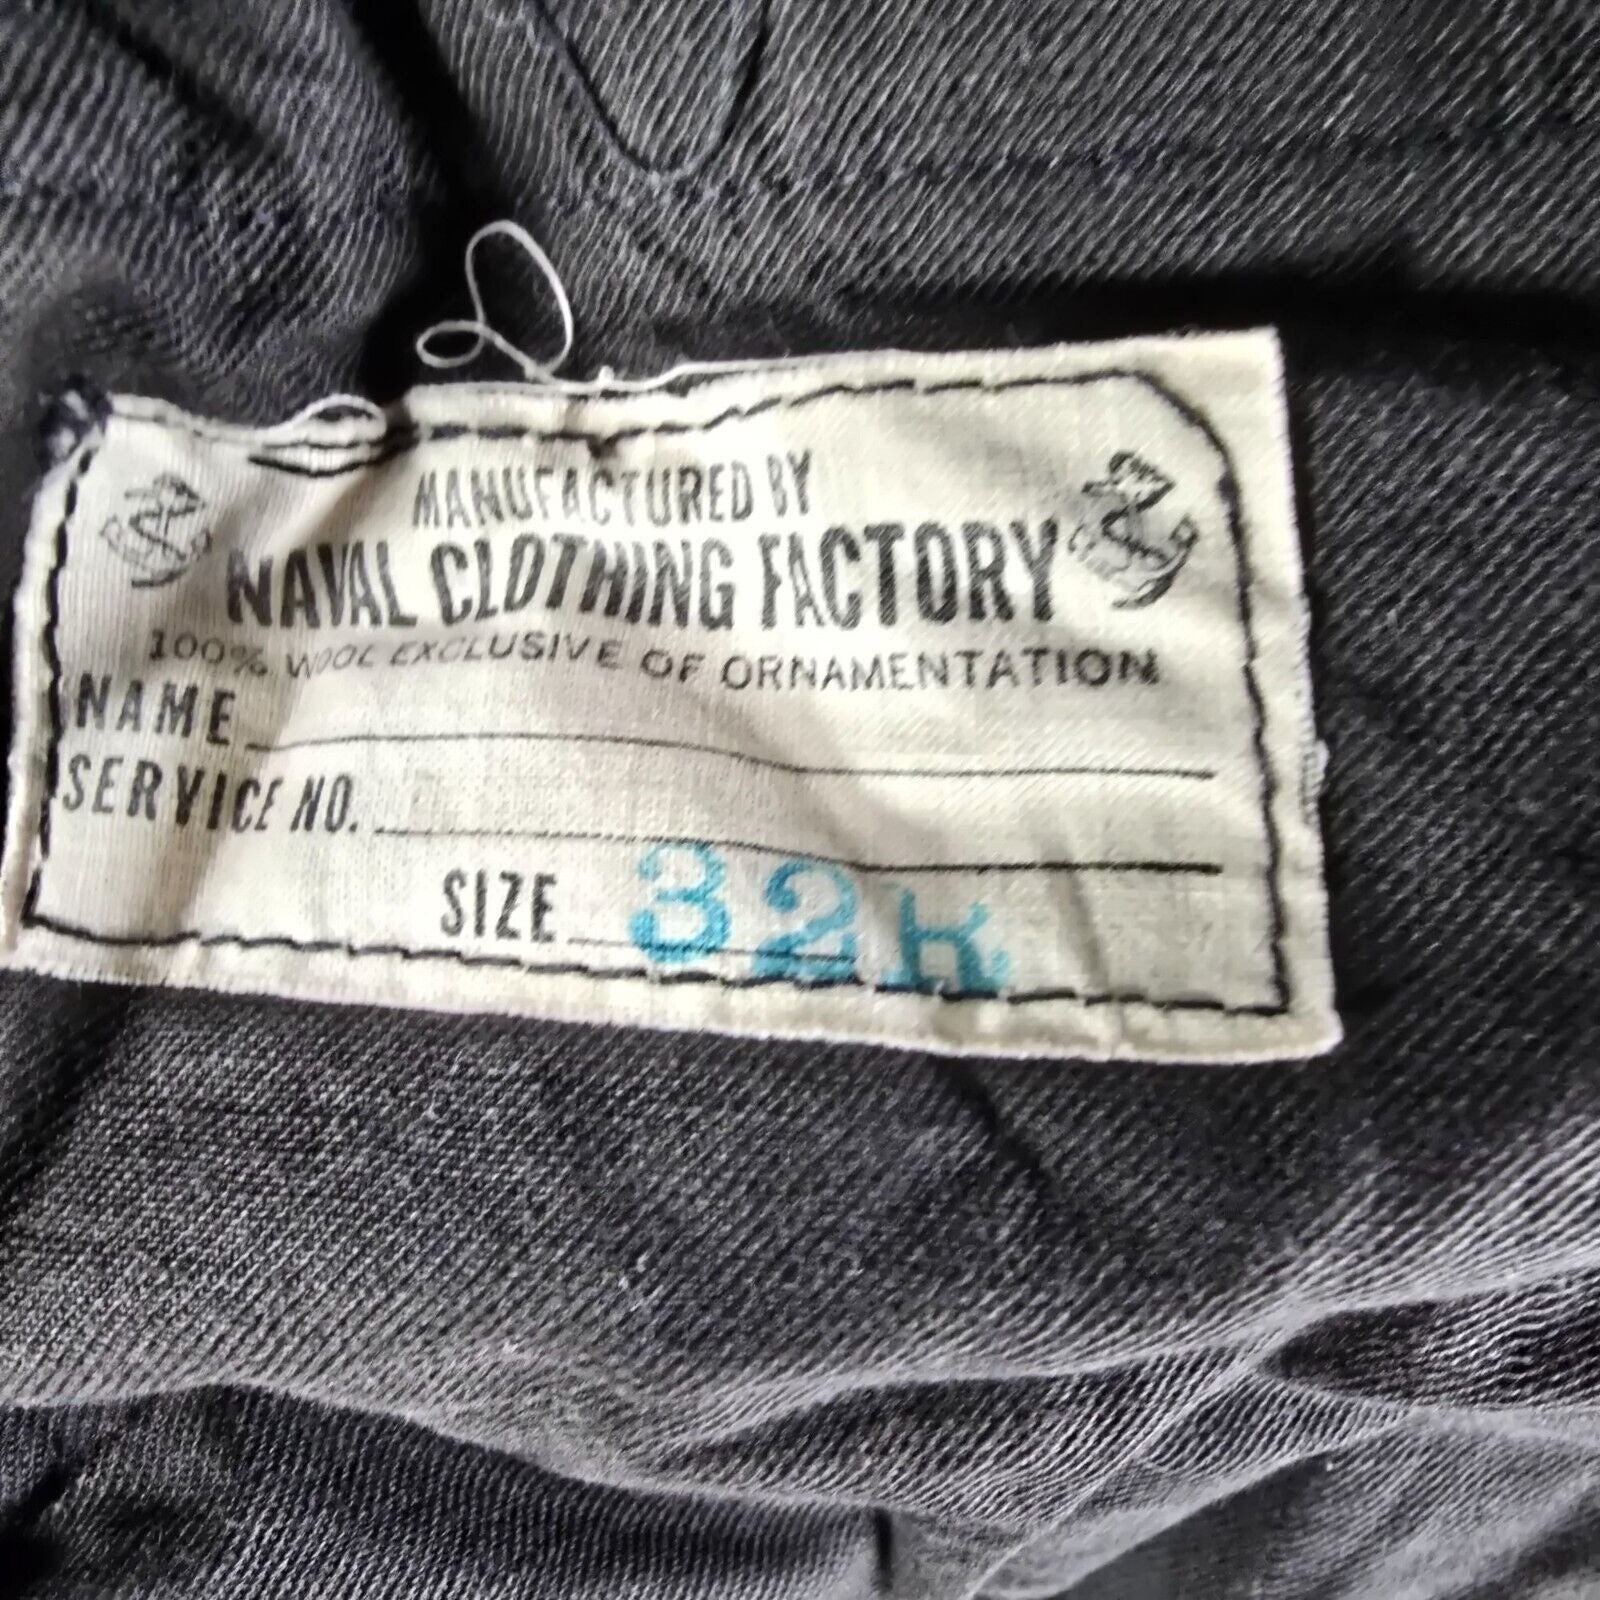 MANUFACTURED BY
NAVAL CLOTHING FACTORY
100% WOOL EXCLUSIVE OF ORNAMENTATION
NAME
SERVICE NO.
SIZE 32R